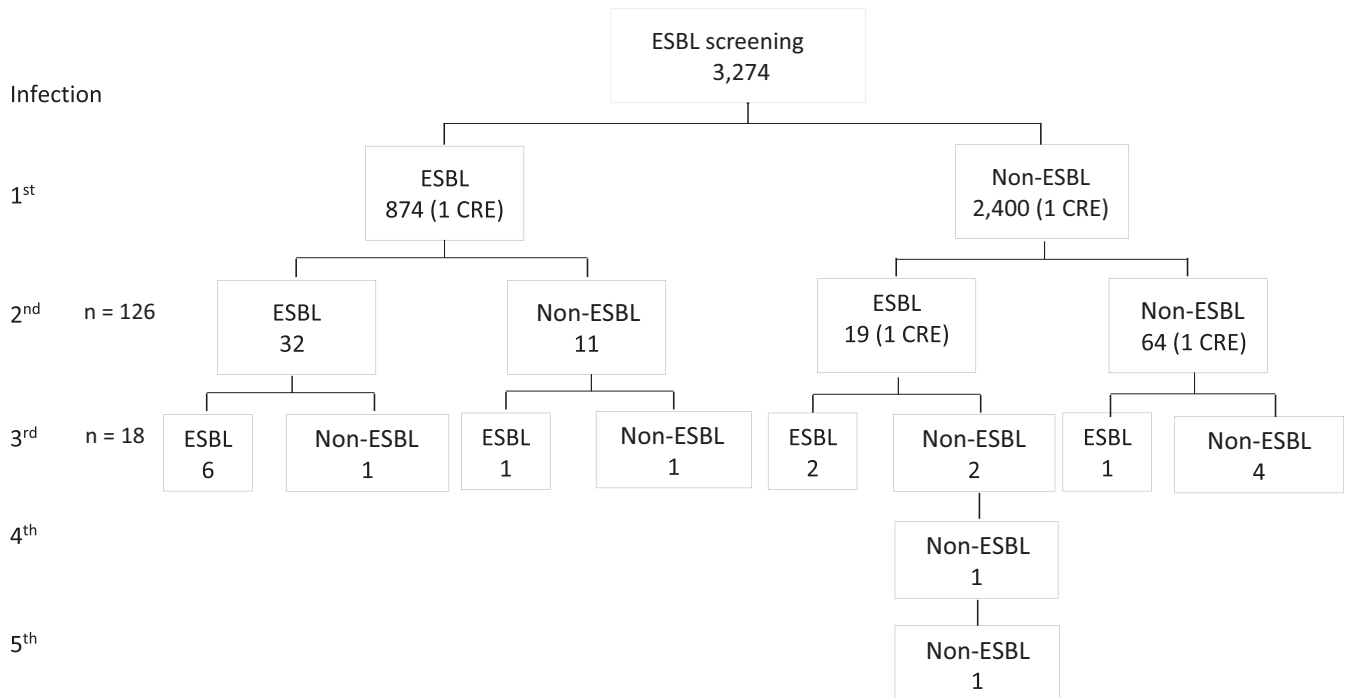 ESBL screening
3,274
Infection
1st
ESBL
874 (1 CRE)
Non-ESBL
2,400 (1 CRE)
2nd n = 126
ESBL
32
Non-ESBL
11
ESBL
19 (1 CRE)
Non-ESBL
64 (1 CRE)
3rd n = 18
ESBL
6
Non-ESBL
1
ESBL
1
Non-ESBL
1
ESBL
2
Non-ESBL
2
ESBL
1
Non-ESBL
4
4th
Non-ESBL
1
5th
Non-ESBL
1